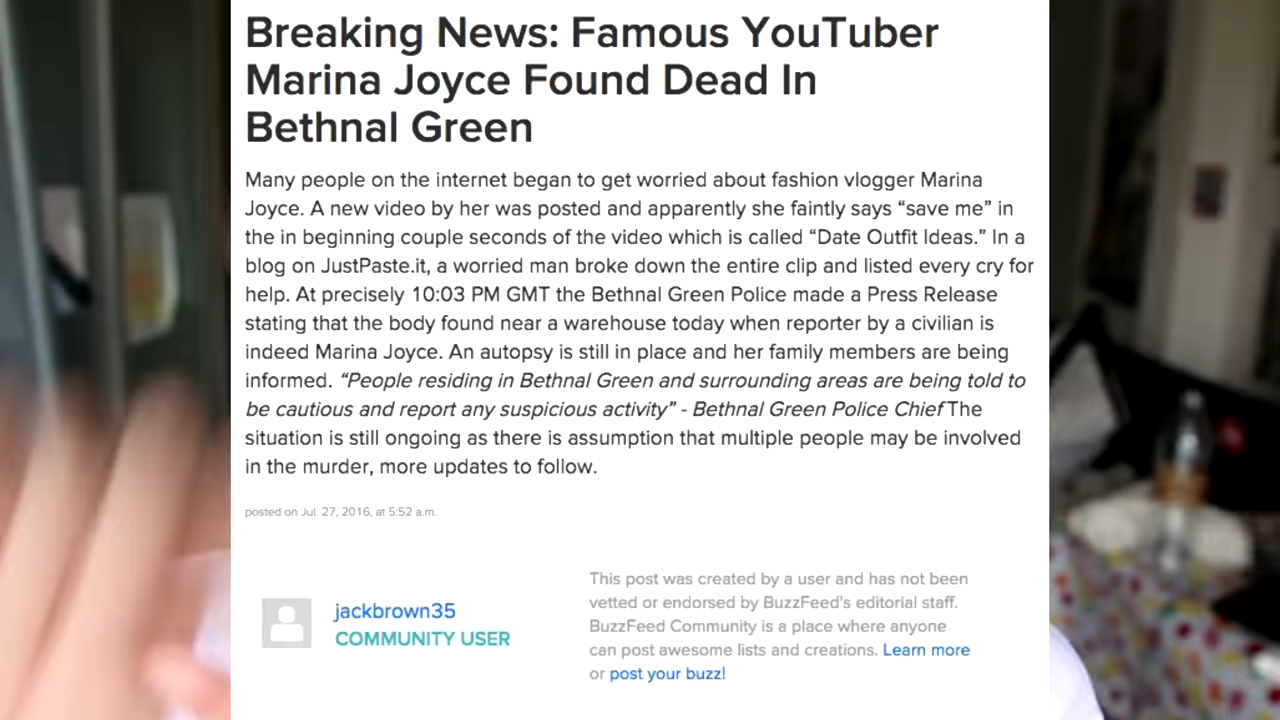 Breaking News: Famous YouTuber
Marina Joyce Found Dead In
Bethnal Green
Many people on the internet began to get worried about fashion vlogger Marina
Joyce. A new video by her was posted and apparently she faintly says “save me” in
the in beginning couple seconds of the video which is called “Date Outfit Ideas.” In a
blog on JustPaste.it, a worried man broke down the entire clip and listed every cry for
help. At precisely 10:03 PM GMT the Bethnal Green Police made a Press Release
stating that the body found near a warehouse today when reporter by a civilian is
indeed Marina Joyce. An autopsy is still in place and her family members are being
informed. “People residing in Bethnal Green and surrounding areas are being told to
be cautious and report any suspicious activity” - Bethnal Green Police Chief The
situation is still ongoing as there is assumption that multiple people may be involved
in the murder, more updates to follow.
posted on Jul. 27, 2016, at 5:52 a.m.
jackbrown35
COMMUNITY USER
This post was created by a user and has not been
vetted or endorsed by BuzzFeed's editorial staff.
BuzzFeed Community is a place where anyone
can post awesome lists and creations. Learn more
or post your buzz!